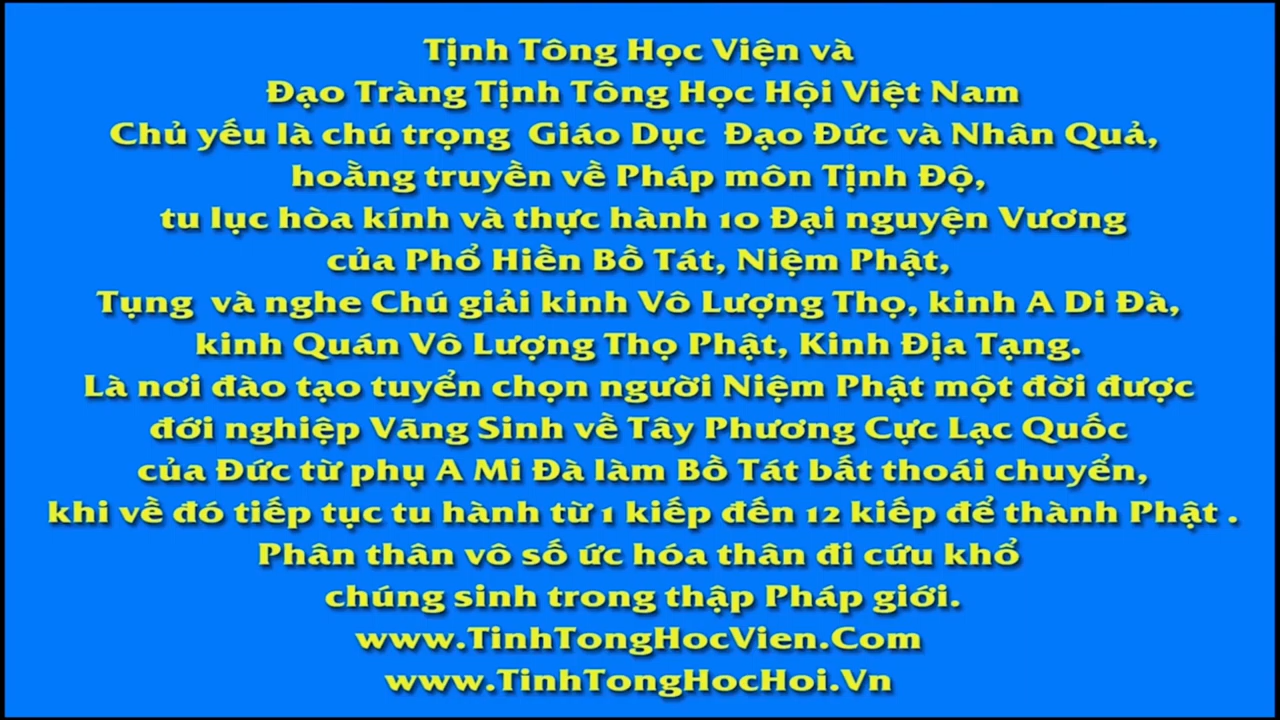 Tịnh Tông Học Viện và
Đạo Tràng Tịnh Tông Học Hội Việt Nam
Chủ yếu là chú trọng Giáo Dục Đạo Đức và Nhân Quả,
hoằng truyền về Pháp môn Tịnh Độ,
tu lục hòa kính và thực hành 10 Đại nguyện Vương
của Phổ Hiền Bồ Tát, Niệm Phật,
Tụng và nghe Chú giải kinh Vô Lượng Thọ, kinh A Di Đà,
kinh Quán Vô Lượng Thọ Phật, Kinh Địa Tạng.
Là nơi đào tạo tuyển chọn người Niệm Phật một đời được
đới nghiệp Vãng Sinh về Tây Phương Cực Lạc Quốc
của Đức từ phụ A Mi Đà làm Bồ Tát bất thoái chuyển,
khi về đó tiếp tục tu hành từ 1 kiếp đến 12 kiếp để thành Phật .
Phân thân vô số ức hóa thân đi cứu khổ
chúng sinh trong thập Pháp giới.
www.TinhTongHocVien.Com
www.TinhTongHocHoi.Vn